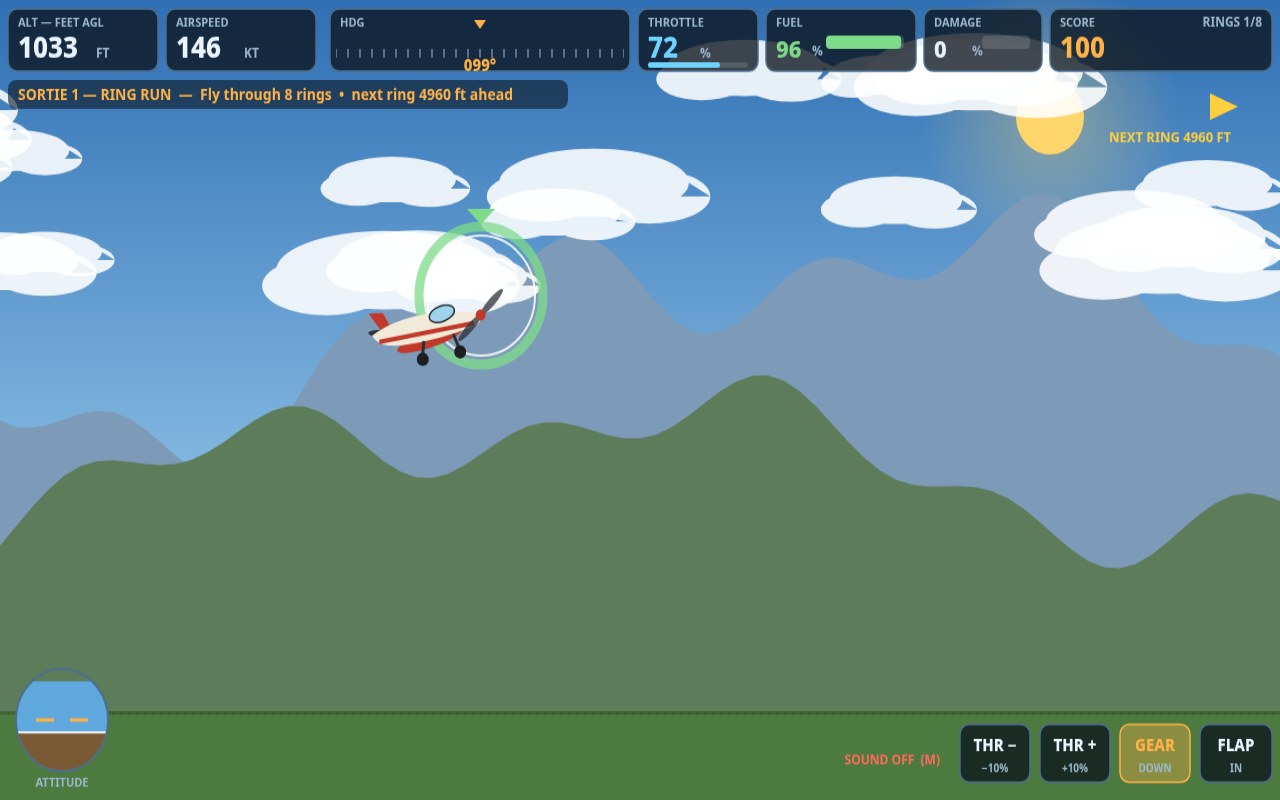 ALT — FEET AGL
1033 FT
AIRSPEED
146 KT
HDG
099°
THROTTLE
72 %
FUEL
96 %
DAMAGE
0 %
SCORE
100
RINGS 1/8
SORTIE 1 — RING RUN — Fly through 8 rings • next ring 4960 ft ahead
NEXT RING 4960 FT
ATTITUDE
SOUND OFF (M)
THR –
–10%
THR +
+10%
GEAR
DOWN
FLAP
IN